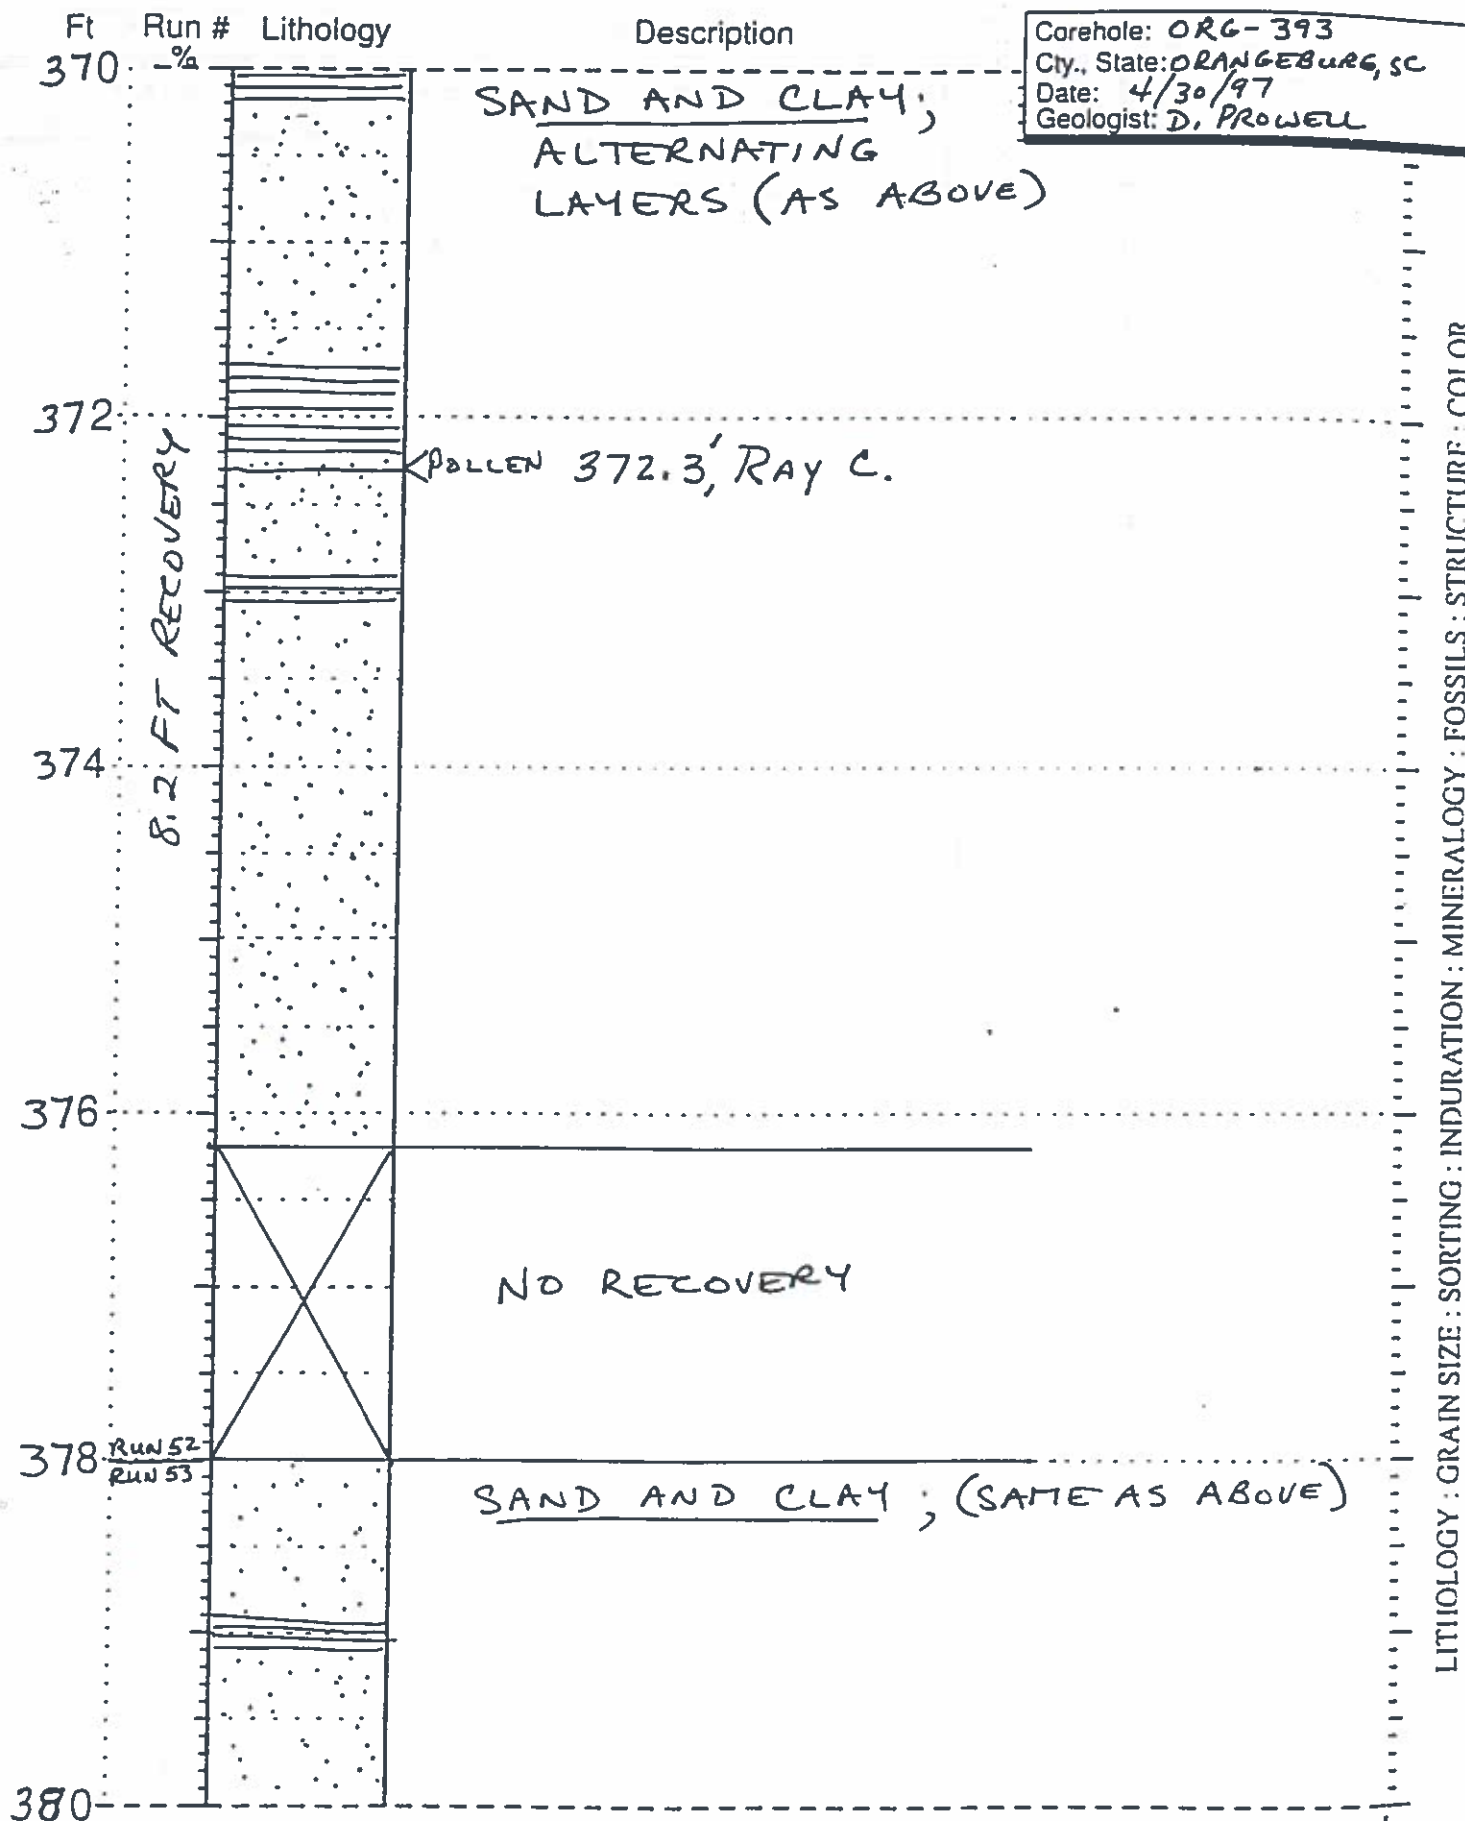 Ft Run # Lithology Description
-%
Corehole: ORG-393
Cty., State: ORANGEBURG, SC
Date: 4/30/97
Geologist: D. PROWELL
370
SAND AND CLAY;
ALTERNATING
LAYERS (AS ABOVE)
372
POLLEN 372.3', RAY C.
8.2 FT RECOVERY
374
376
NO RECOVERY
RUN 52
378
RUN 53
SAND AND CLAY; (SAME AS ABOVE)
380
LITHOLOGY : GRAIN SIZE : SORTING : INDURATION : MINERALOGY : FOSSILS : STRUCTURE : COLOR